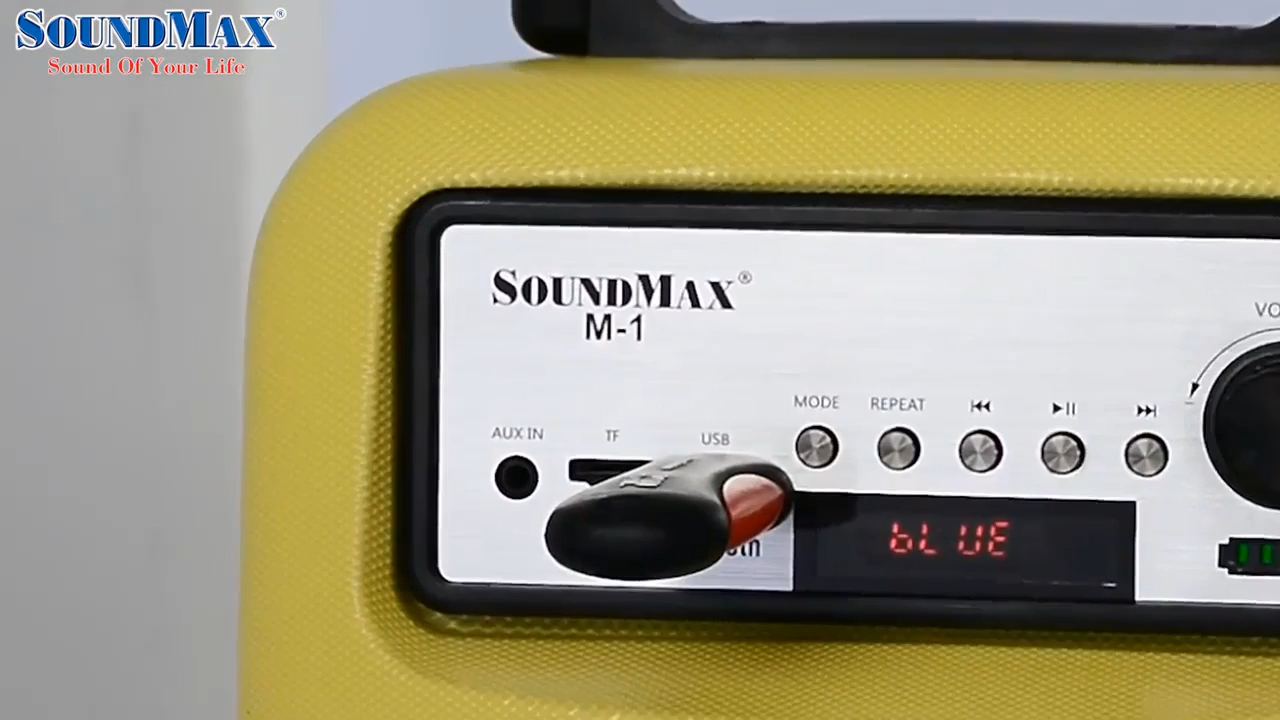 SOUNDMAX®
Sound Of Your Life
SOUNDMAX®
M-1
MODE REPEAT
AUX IN TF USB
bLUE